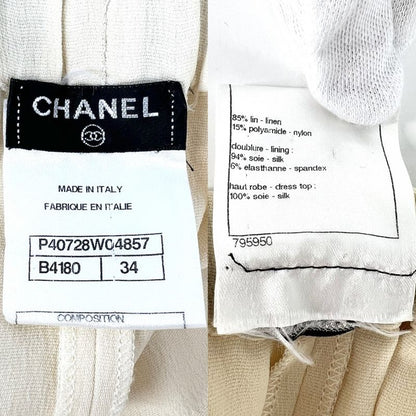 CHANEL
MADE IN ITALY
FABRIQUE EN ITALIE
P40728W04857
B4180 34
COMPOSITION
85% lin - linen
15% polyamide - nylon
doublure - lining :
94% soie - silk
6% elasthanne - spandex
haut robe - dress top :
100% soie - silk
795950